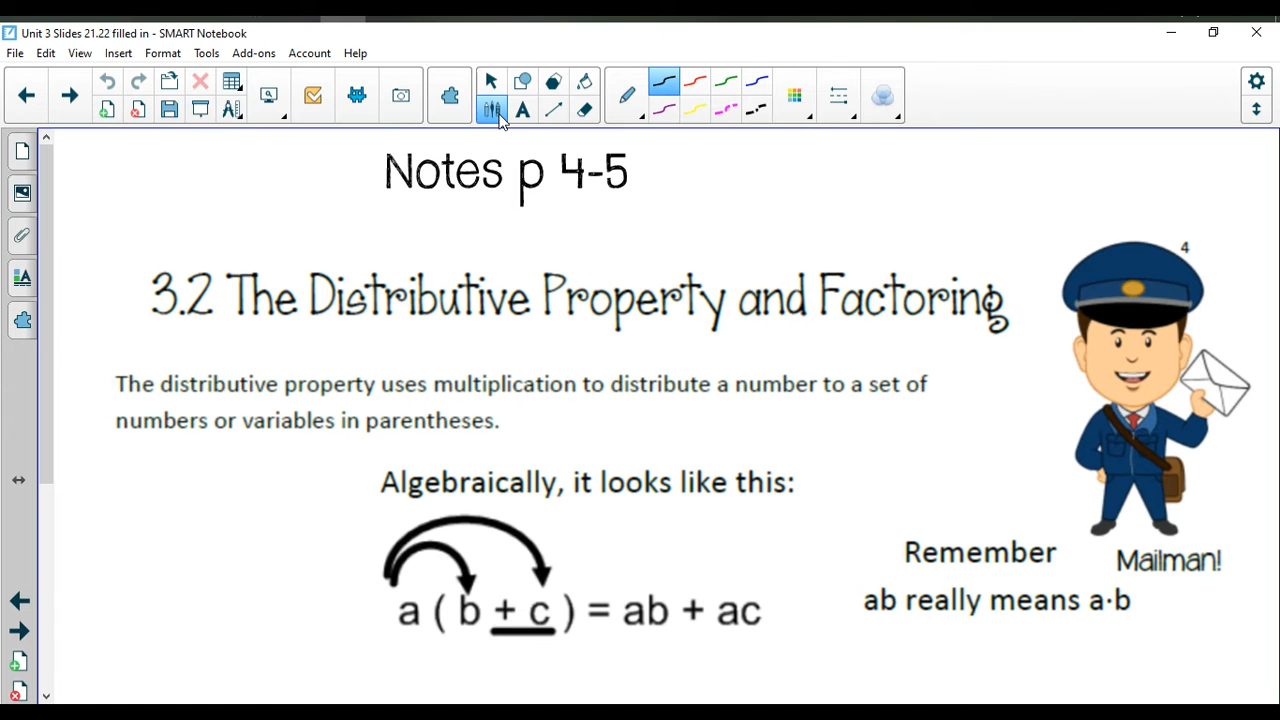 Unit 3 Slides 21.22 filled in - SMART Notebook
File Edit View Insert Format Tools Add-ons Account Help
Notes p 4-5
4
3.2 The Distributive Property and Factoring
The distributive property uses multiplication to distribute a number to a set of
numbers or variables in parentheses.
Algebraically, it looks like this:
a ( b + c ) = ab + ac
Remember
ab really means a·b
Mailman!